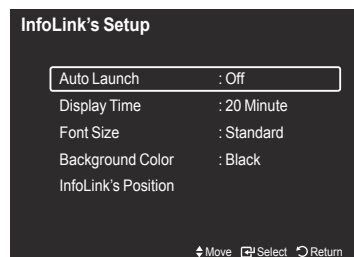 InfoLink's Setup
Auto Launch : Off
Display Time : 20 Minute
Font Size : Standard
Background Color : Black
InfoLink's Position
Move Select Return